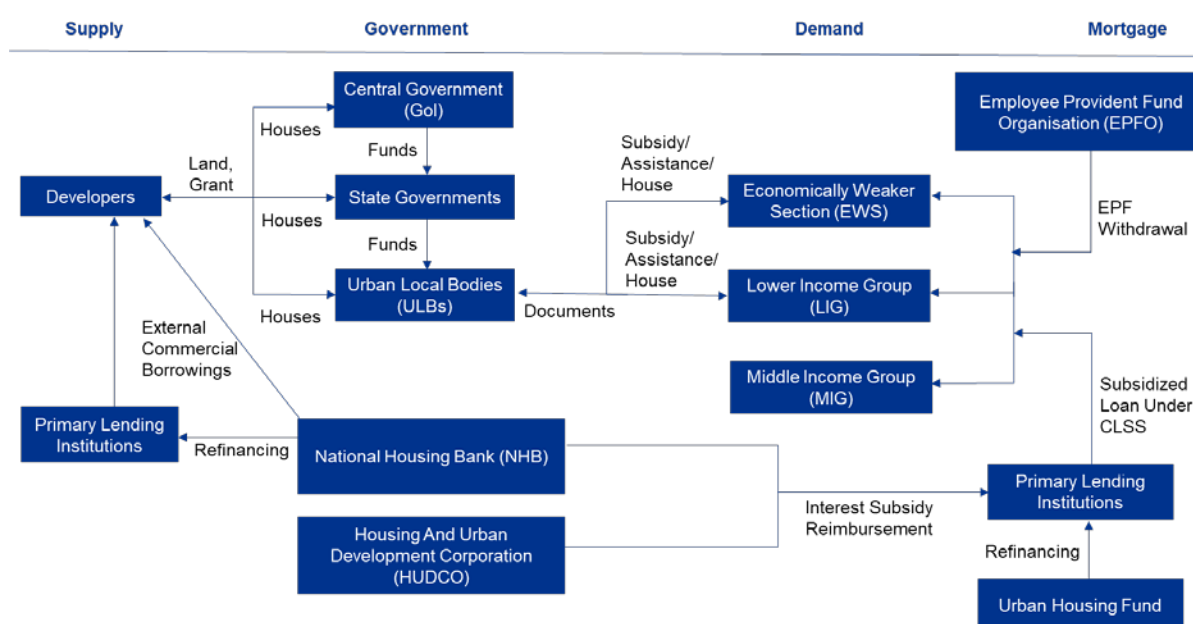 Supply
Government
Demand
Mortgage
Central Government
(GoI)
Employee Provident Fund
Organisation (EPFO)
Houses
Funds
Subsidy/
Assistance/
House
Land,
Grant
Developers
State Governments
Economically Weaker
Section (EWS)
EPF
Withdrawal
Houses
Funds
Subsidy/
Assistance/
House
Urban Local Bodies
(ULBs)
Lower Income Group
(LIG)
Houses
Documents
External
Commercial
Borrowings
Middle Income Group
(MIG)
Subsidized
Loan Under
CLSS
Primary Lending
Institutions
Refinancing
National Housing Bank (NHB)
Primary Lending
Institutions
Interest Subsidy
Reimbursement
Housing And Urban
Development Corporation
(HUDCO)
Refinancing
Urban Housing Fund